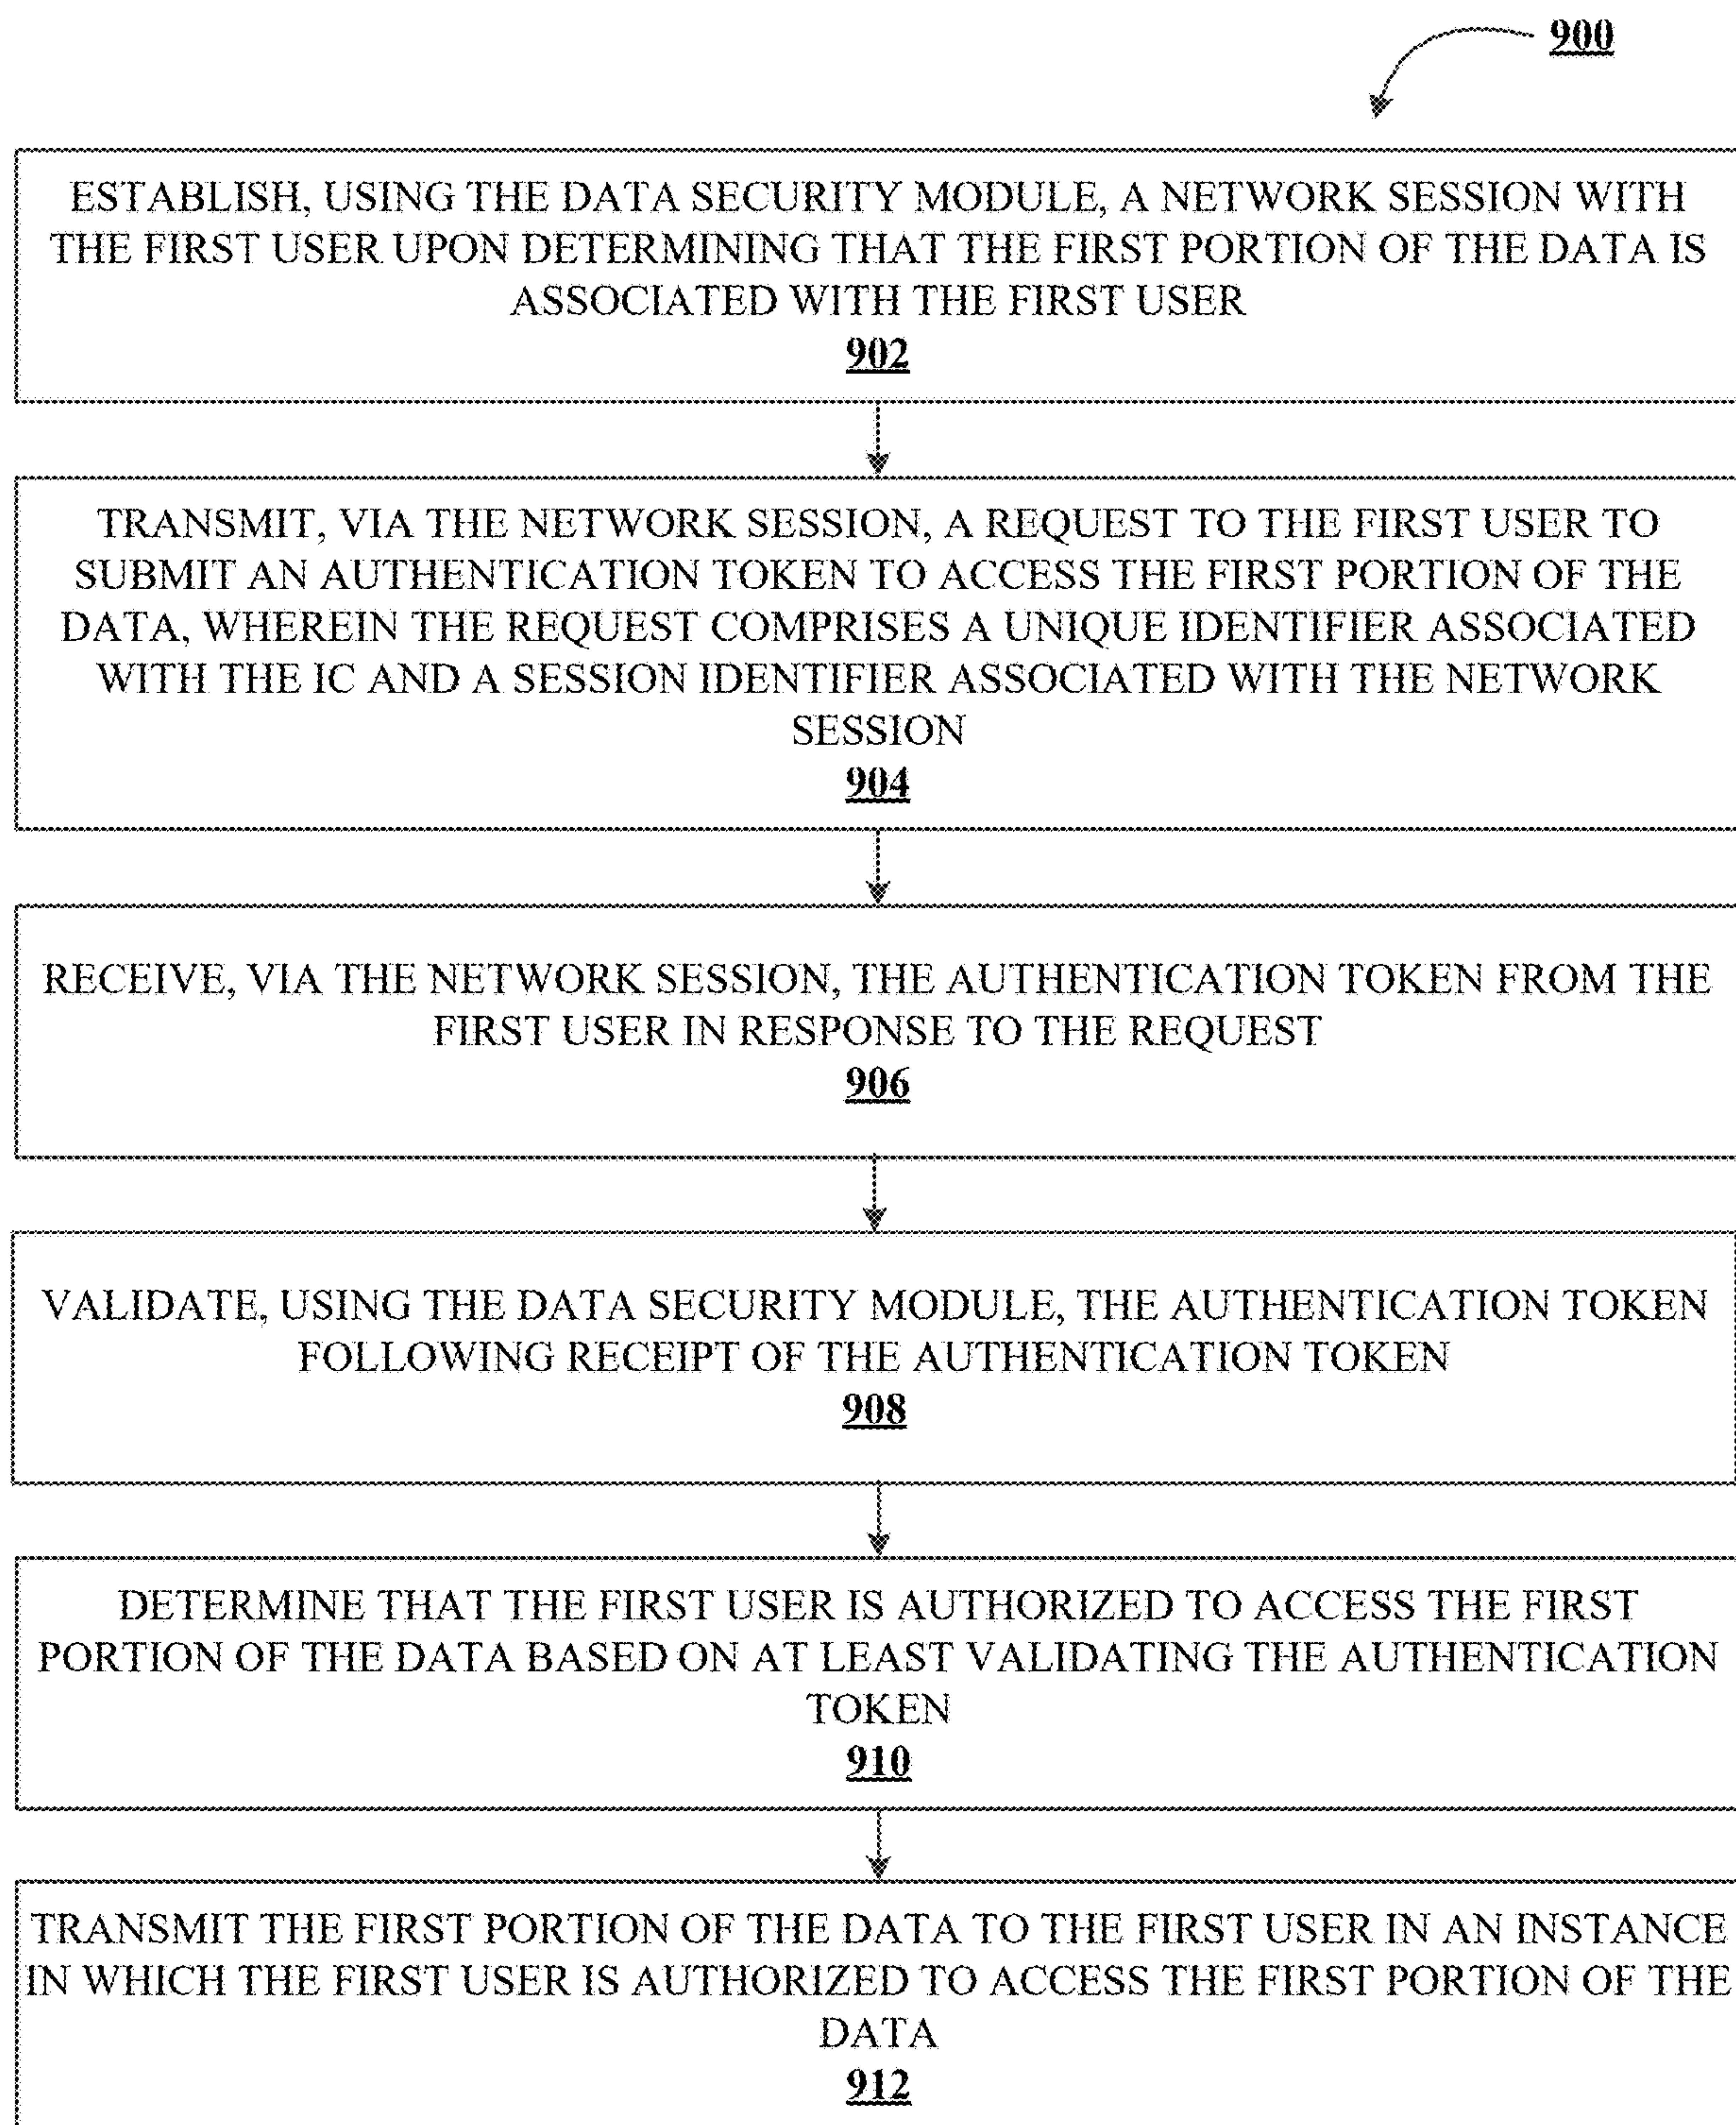 900
ESTABLISH, USING THE DATA SECURITY MODULE, A NETWORK SESSION WITH
THE FIRST USER UPON DETERMINING THAT THE FIRST PORTION OF THE DATA IS
ASSOCIATED WITH THE FIRST USER
902
TRANSMIT, VIA THE NETWORK SESSION, A REQUEST TO THE FIRST USER TO
SUBMIT AN AUTHENTICATION TOKEN TO ACCESS THE FIRST PORTION OF THE
DATA, WHEREIN THE REQUEST COMPRISES A UNIQUE IDENTIFIER ASSOCIATED
WITH THE IC AND A SESSION IDENTIFIER ASSOCIATED WITH THE NETWORK
SESSION
904
RECEIVE, VIA THE NETWORK SESSION, THE AUTHENTICATION TOKEN FROM THE
FIRST USER IN RESPONSE TO THE REQUEST
906
VALIDATE, USING THE DATA SECURITY MODULE, THE AUTHENTICATION TOKEN
FOLLOWING RECEIPT OF THE AUTHENTICATION TOKEN
908
DETERMINE THAT THE FIRST USER IS AUTHORIZED TO ACCESS THE FIRST
PORTION OF THE DATA BASED ON AT LEAST VALIDATING THE AUTHENTICATION
TOKEN
910
TRANSMIT THE FIRST PORTION OF THE DATA TO THE FIRST USER IN AN INSTANCE
IN WHICH THE FIRST USER IS AUTHORIZED TO ACCESS THE FIRST PORTION OF THE
DATA
912